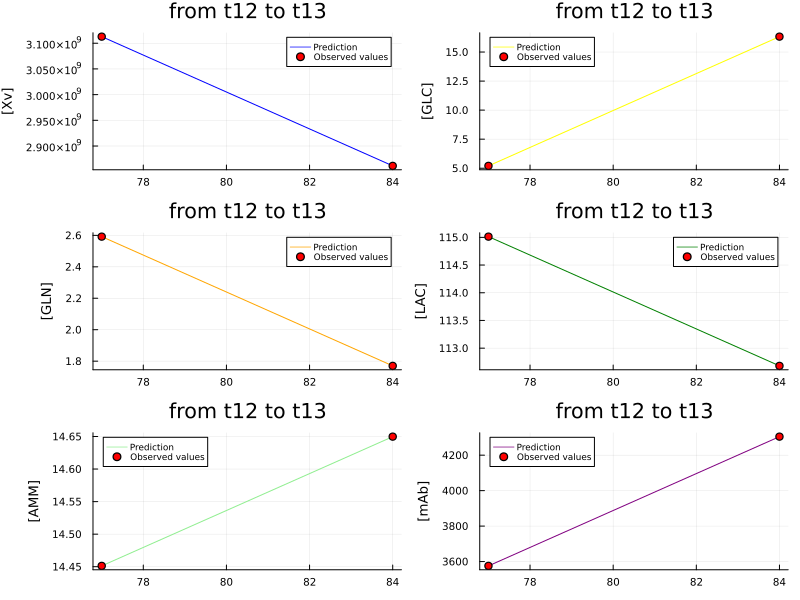 from t12 to t13
[Xv]
3.100×10⁹
3.050×10⁹
3.000×10⁹
2.950×10⁹
2.900×10⁹
Prediction
Observed values
78 80 82 84
from t12 to t13
[GLC]
15.0
12.5
10.0
7.5
5.0
Prediction
Observed values
78 80 82 84
from t12 to t13
[GLN]
2.6
2.4
2.2
2.0
1.8
Prediction
Observed values
78 80 82 84
from t12 to t13
[LAC]
115.0
114.5
114.0
113.5
113.0
Prediction
Observed values
78 80 82 84
from t12 to t13
[AMM]
14.65
14.60
14.55
14.50
14.45
Prediction
Observed values
78 80 82 84
from t12 to t13
[mAb]
4200
4000
3800
3600
Prediction
Observed values
78 80 82 84